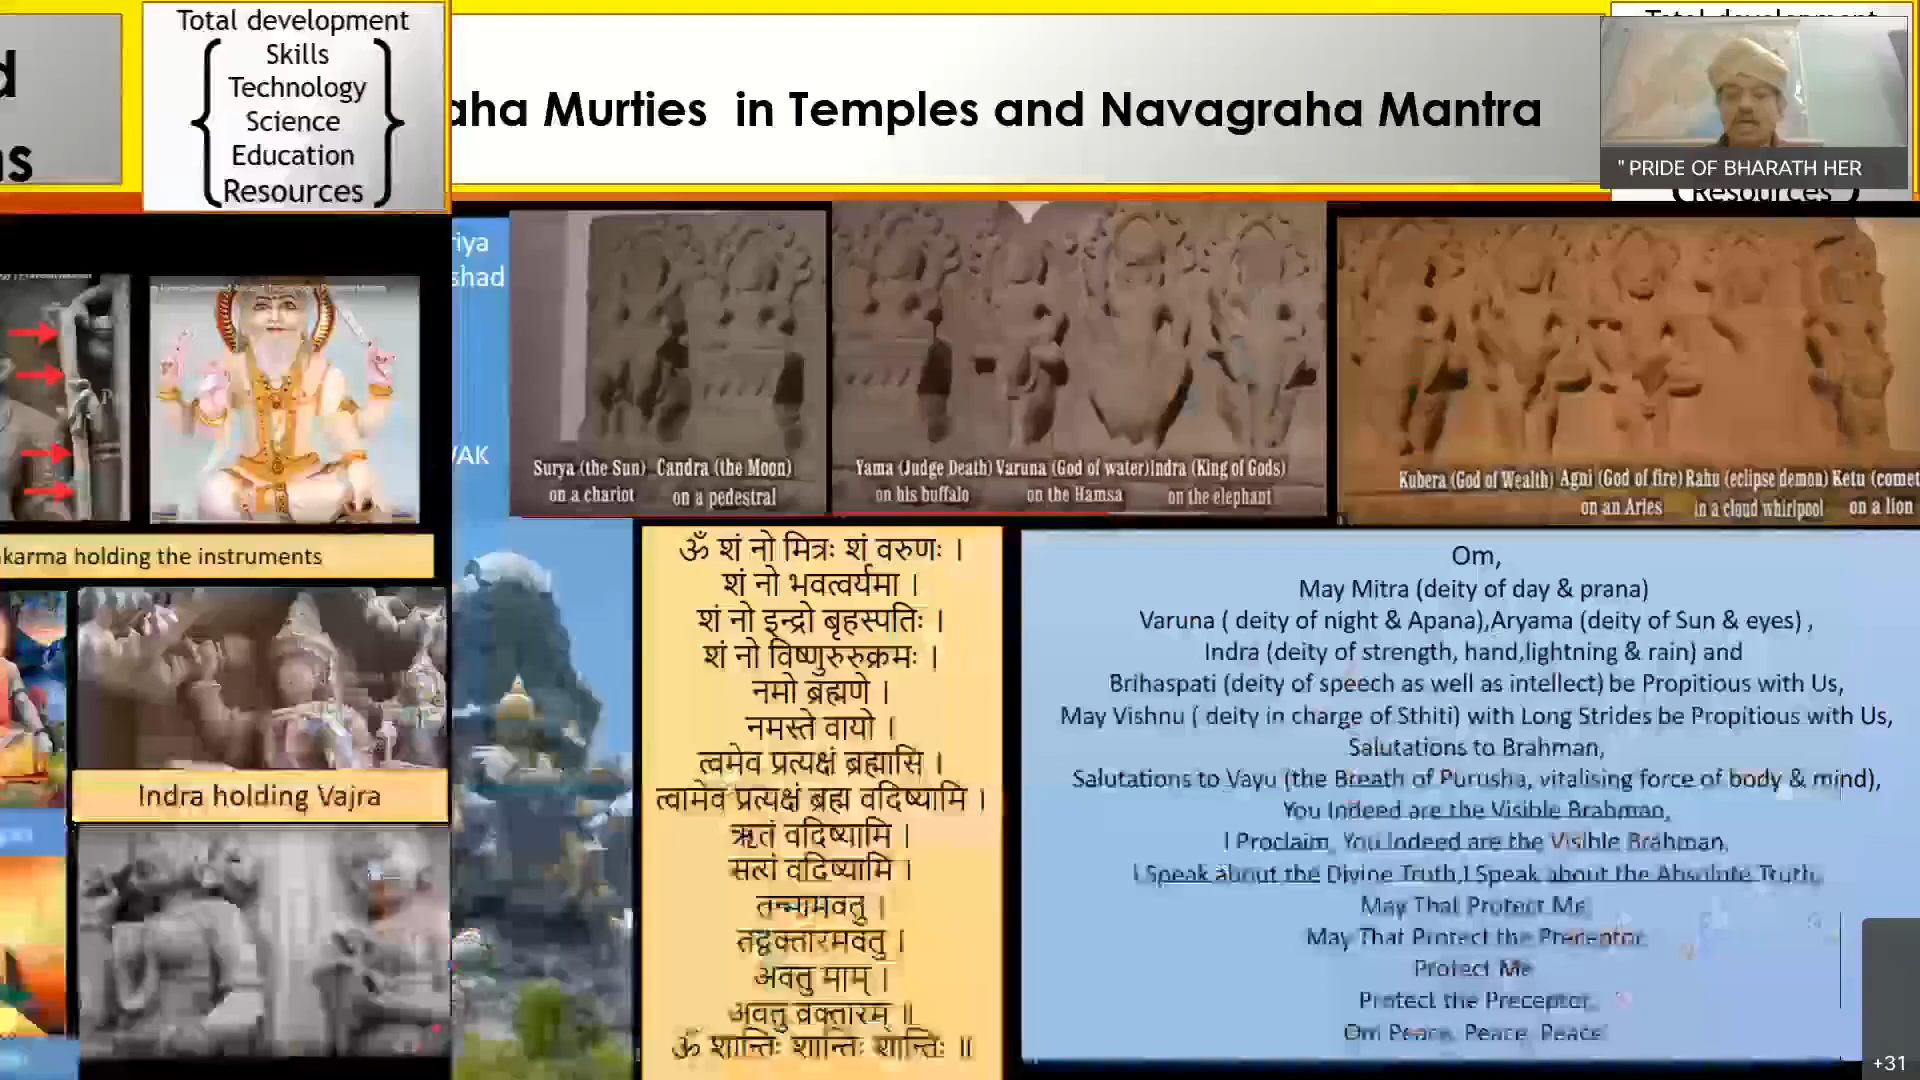 d
ns
Total development
Skills
Technology
Science
Education
Resources
aha Murties in Temples and Navagraha Mantra
Total development
" PRIDE OF BHARATH HER
Resources
riya
shad
VAK
Surya (the Sun) Candra (the Moon)
on a chariot on a pedestral
Yama (Judge Death) Varuna (God of water)Indra (King of Gods)
on his buffalo on the Hamsa on the elephant
Kubera (God of Wealth) Agni (God of fire) Rahu (eclipse demon) Ketu (comet
on an Aries in a cloud whirlpool on a lion
karma holding the instruments
Indra holding Vajra
ॐ शं नो मित्रः शं वरुणः ।
शं नो भवत्वर्यमा ।
शं नो इन्द्रो बृहस्पतिः ।
शं नो विष्णुरुरुक्रमः ।
नमो ब्रह्मणे ।
नमस्ते वायो ।
त्वमेव प्रत्यक्षं ब्रह्मासि ।
त्वामेव प्रत्यक्षं ब्रह्म वदिष्यामि ।
ऋतं वदिष्यामि ।
सत्यं वदिष्यामि ।
तन्मामवतु ।
तद्वक्तारमवतु ।
अवतु माम् ।
अवतु वक्तारम् ॥
ॐ शान्तिः शान्तिः शान्तिः ॥
Om,
May Mitra (deity of day & prana)
Varuna ( deity of night & Apana),Aryama (deity of Sun & eyes) ,
Indra (deity of strength, hand,lightning & rain) and
Brihaspati (deity of speech as well as intellect) be Propitious with Us,
May Vishnu ( deity in charge of Sthiti) with Long Strides be Propitious with Us,
Salutations to Brahman,
Salutations to Vayu (the Breath of Purusha, vitalising force of body & mind),
You Indeed are the Visible Brahman,
I Proclaim, You Indeed are the Visible Brahman,
I Speak about the Divine Truth,I Speak about the Absolute Truth,
May That Protect Me,
May That Protect the Preceptor,
Protect Me
Protect the Preceptor,
Om Peace, Peace, Peace
+31